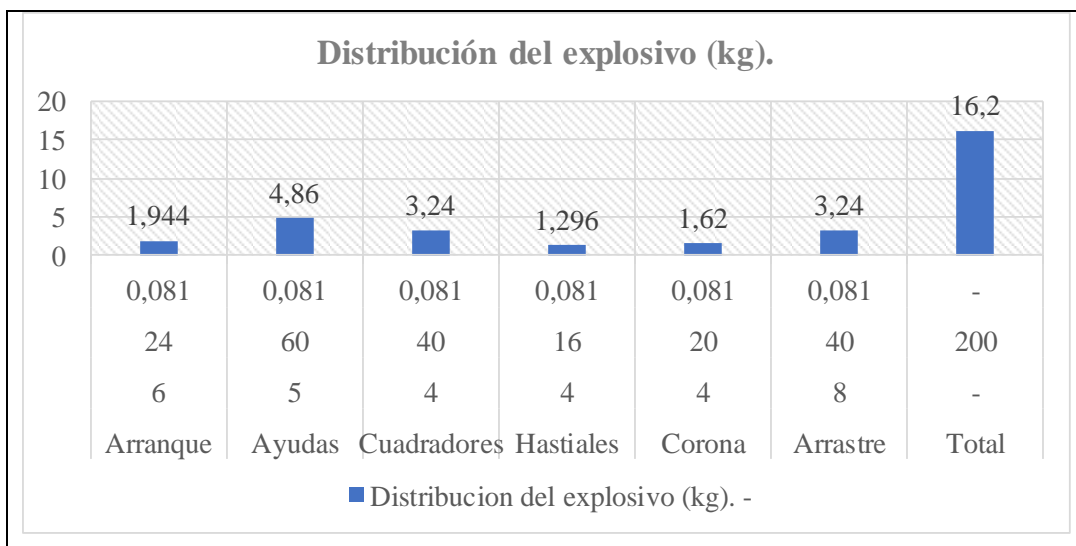 Distribución del explosivo (kg).
20
15
10
5
0
1,944
4,86
3,24
1,296
1,62
3,24
16,2
0,081 0,081 0,081 0,081 0,081 0,081 -
24 60 40 16 20 40 200
6 5 4 4 4 8 -
Arranque Ayudas Cuadradores Hastiales Corona Arrastre Total
Distribucion del explosivo (kg). -